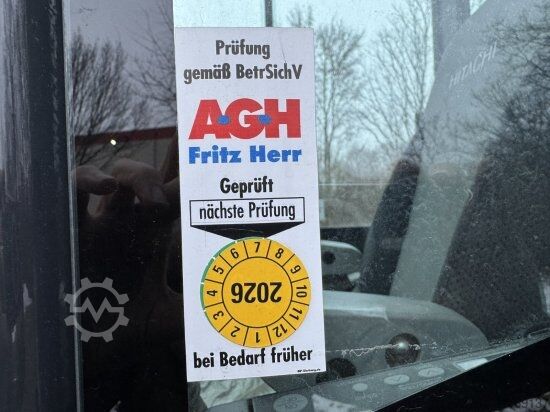 Prüfung
gemäß BetrSichV
AGH
Fritz Herr
Geprüft
nächste Prüfung
1 2 3 4 5 6 7 8 9 10 11 12
2026
bei Bedarf früher
HITACHI